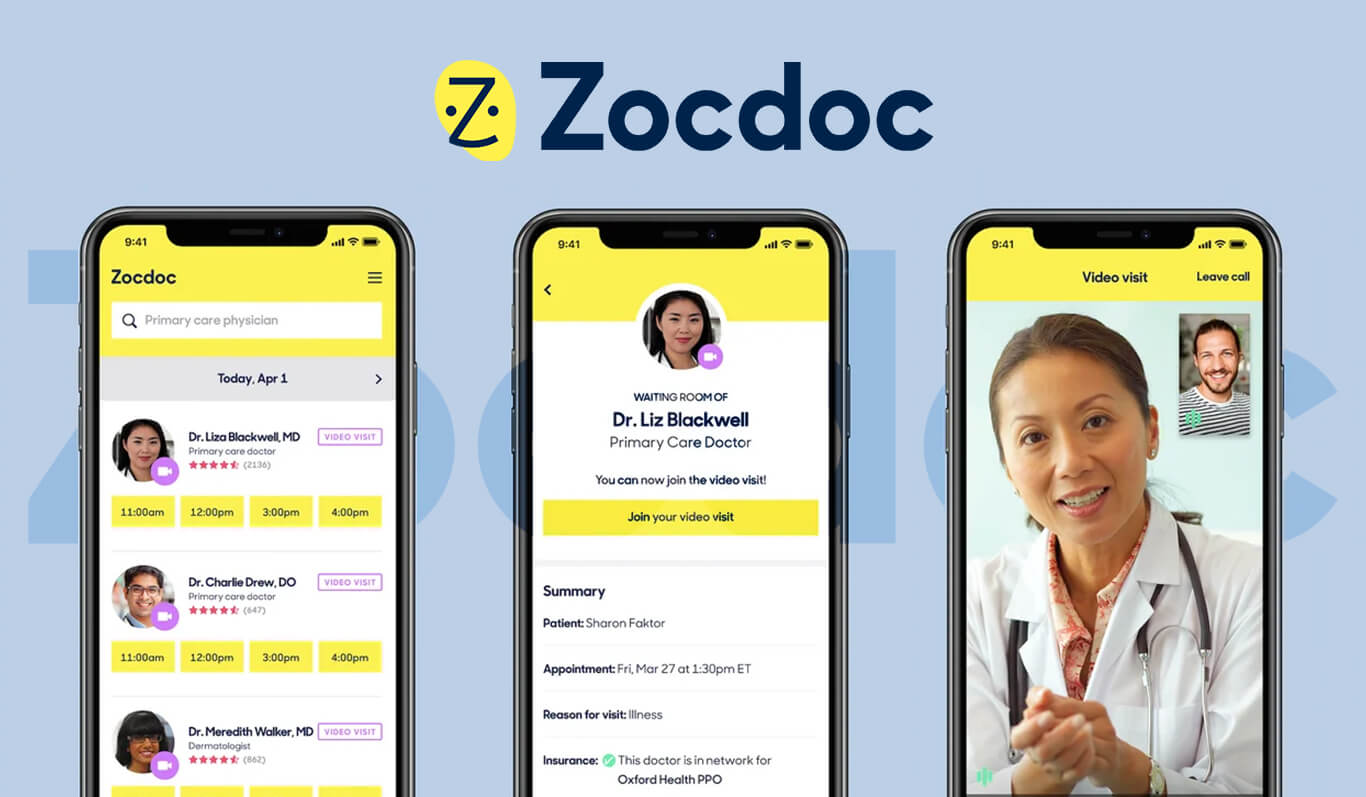 Zocdoc
9:41
Zocdoc
Primary care physician
Today, Apr 1
Dr. Liza Blackwell, MD
VIDEO VISIT
Primary care doctor
(2136)
11:00am 12:00pm 3:00pm 4:00pm
Dr. Charlie Drew, DO
VIDEO VISIT
Primary care doctor
(647)
11:00am 12:00pm 3:00pm 4:00pm
Dr. Meredith Walker, MD
VIDEO VISIT
Dermatologist
(862)
9:41
WAITING ROOM OF
Dr. Liz Blackwell
Primary Care Doctor
You can now join the video visit!
Join your video visit
Summary
Patient: Sharon Faktor
Appointment: Fri, Mar 27 at 1:30pm ET
Reason for visit: Illness
Insurance: This doctor is in network for
Oxford Health PPO
9:41
Video visit
Leave call
Zocdoc